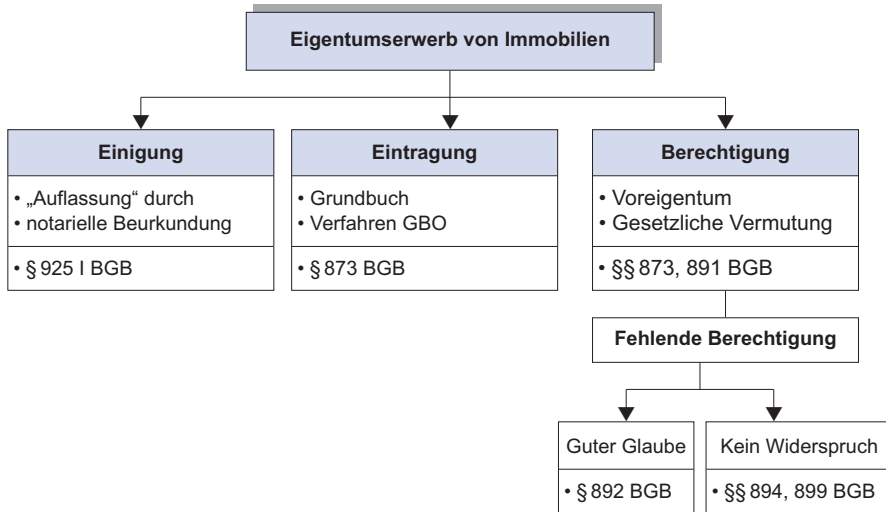 Eigentumserwerb von Immobilien
Einigung
• „Auflassung“ durch
• notarielle Beurkundung
• § 925 I BGB
Eintragung
• Grundbuch
• Verfahren GBO
• § 873 BGB
Berechtigung
• Voreigentum
• Gesetzliche Vermutung
• §§ 873, 891 BGB
Fehlende Berechtigung
Guter Glaube
• § 892 BGB
Kein Widerspruch
• §§ 894, 899 BGB